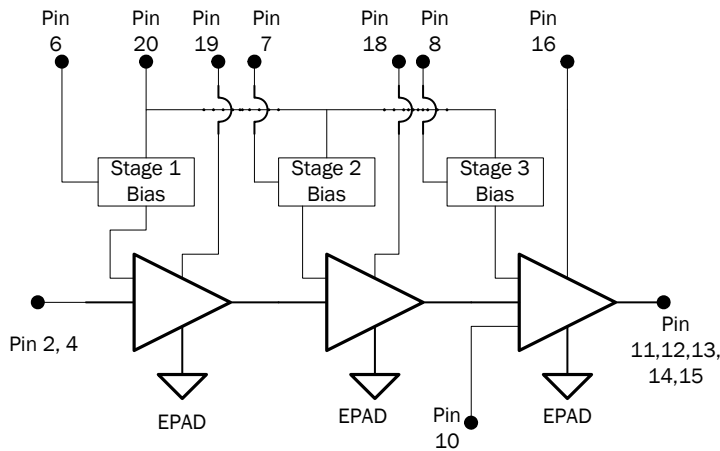 Pin
6
Pin
20
Pin
19
Pin
7
Pin
18
Pin
8
Pin
16
Stage 1
Bias
Stage 2
Bias
Stage 3
Bias
Pin 2, 4
Pin
11,12,13,
14,15
EPAD
EPAD
Pin
10
EPAD